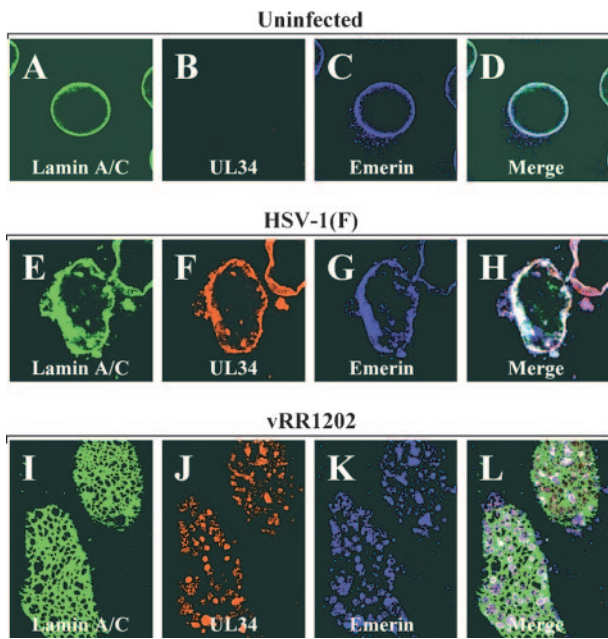 Uninfected
A B C D
Lamin A/C UL34 Emerin Merge
HSV-1(F)
E F G H
Lamin A/C UL34 Emerin Merge
vRR1202
I J K L
Lamin A/C UL34 Emerin Merge